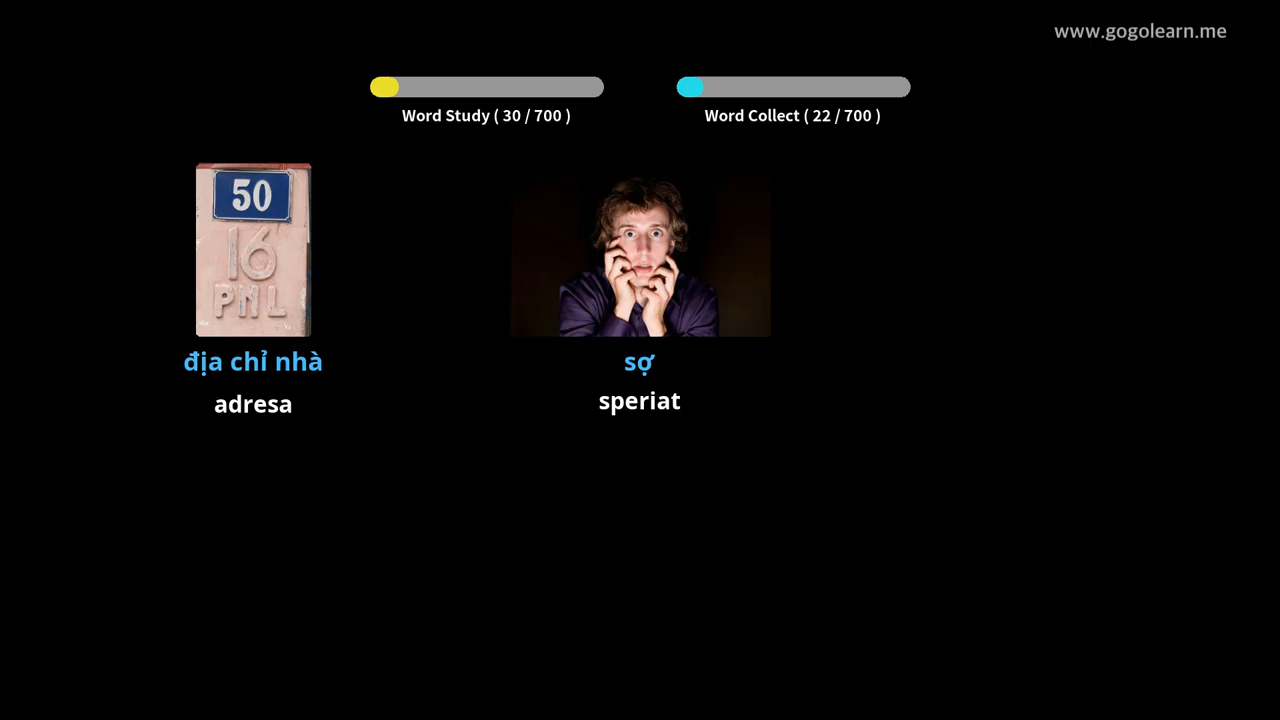 www.gogolearn.me
Word Study ( 30 / 700 )
Word Collect ( 22 / 700 )
50
16
PNL
địa chỉ nhà
adresa
sợ
speriat